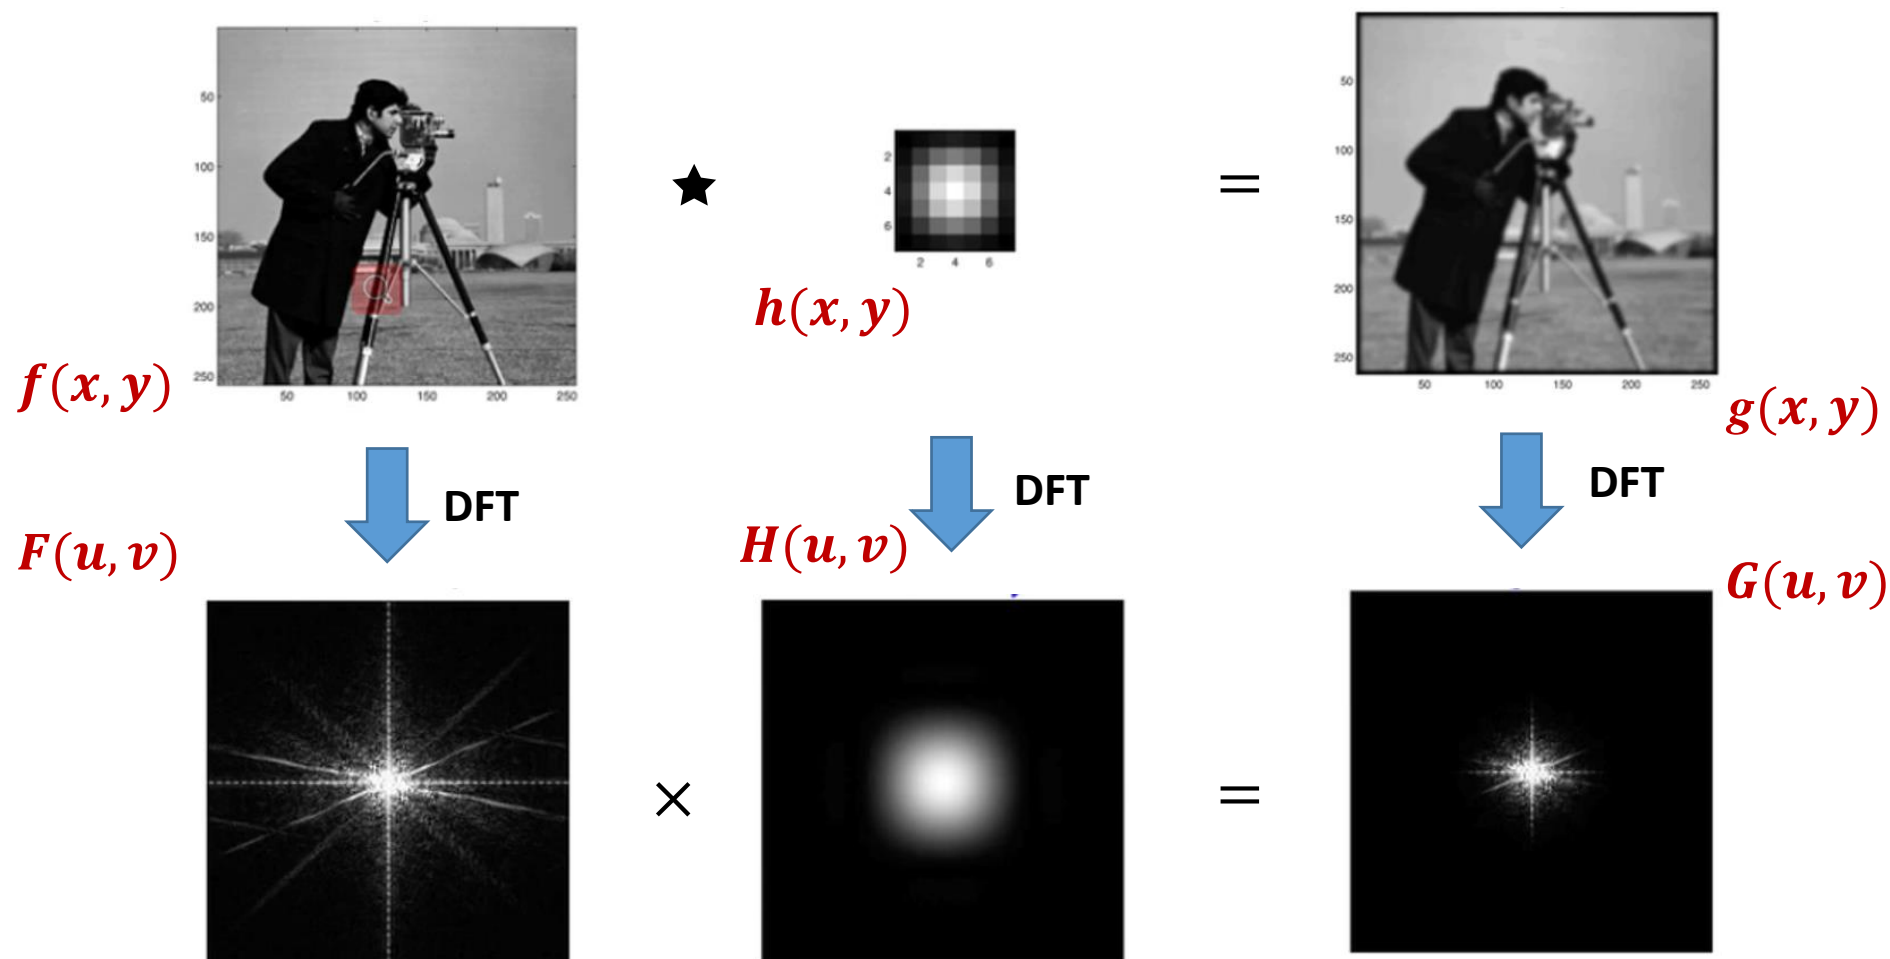 50
100
150
200
250
50 100 150 200 250
f(x, y)
★
2
4
6
2 4 6
h(x, y)
=
50
100
150
200
250
50 100 150 200 250
g(x, y)
DFT
DFT
DFT
F(u, v)
H(u, v)
G(u, v)
×
=